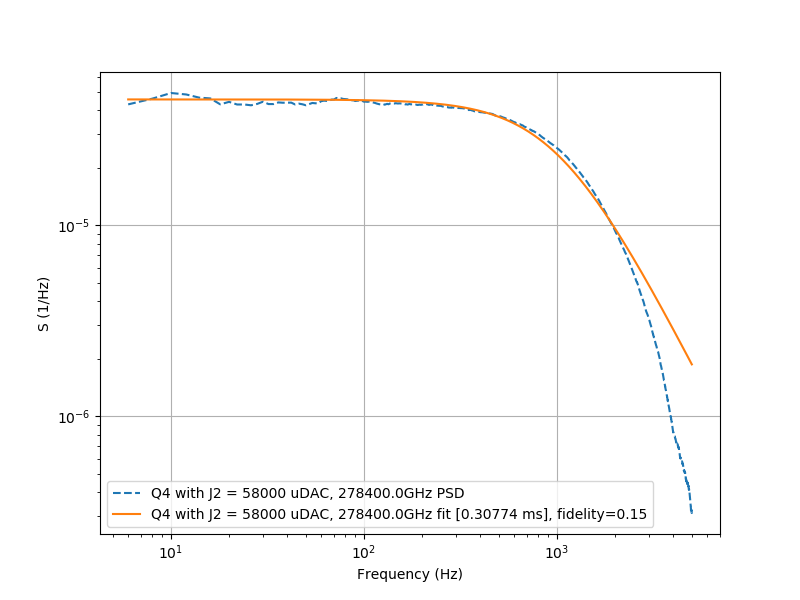 S (1/Hz)
10⁻⁵
10⁻⁶
Q4 with J2 = 58000 uDAC, 278400.0GHz PSD
Q4 with J2 = 58000 uDAC, 278400.0GHz fit [0.30774 ms], fidelity=0.15
10¹ 10² 10³
Frequency (Hz)